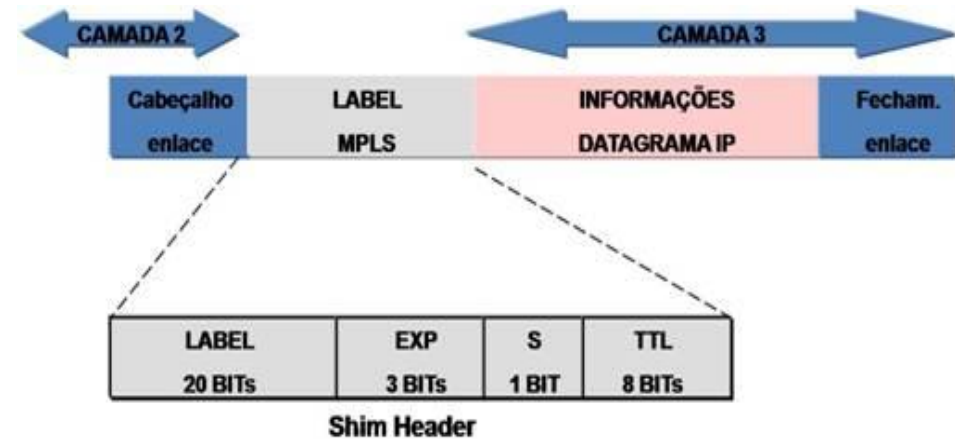 CAMADA 2 CAMADA 3
Cabeçalho LABEL INFORMAÇÕES Fecham.
enlace MPLS DATAGRAMA IP enlace
LABEL EXP S TTL
20 BITs 3 BITs 1 BIT 8 BITs
Shim Header